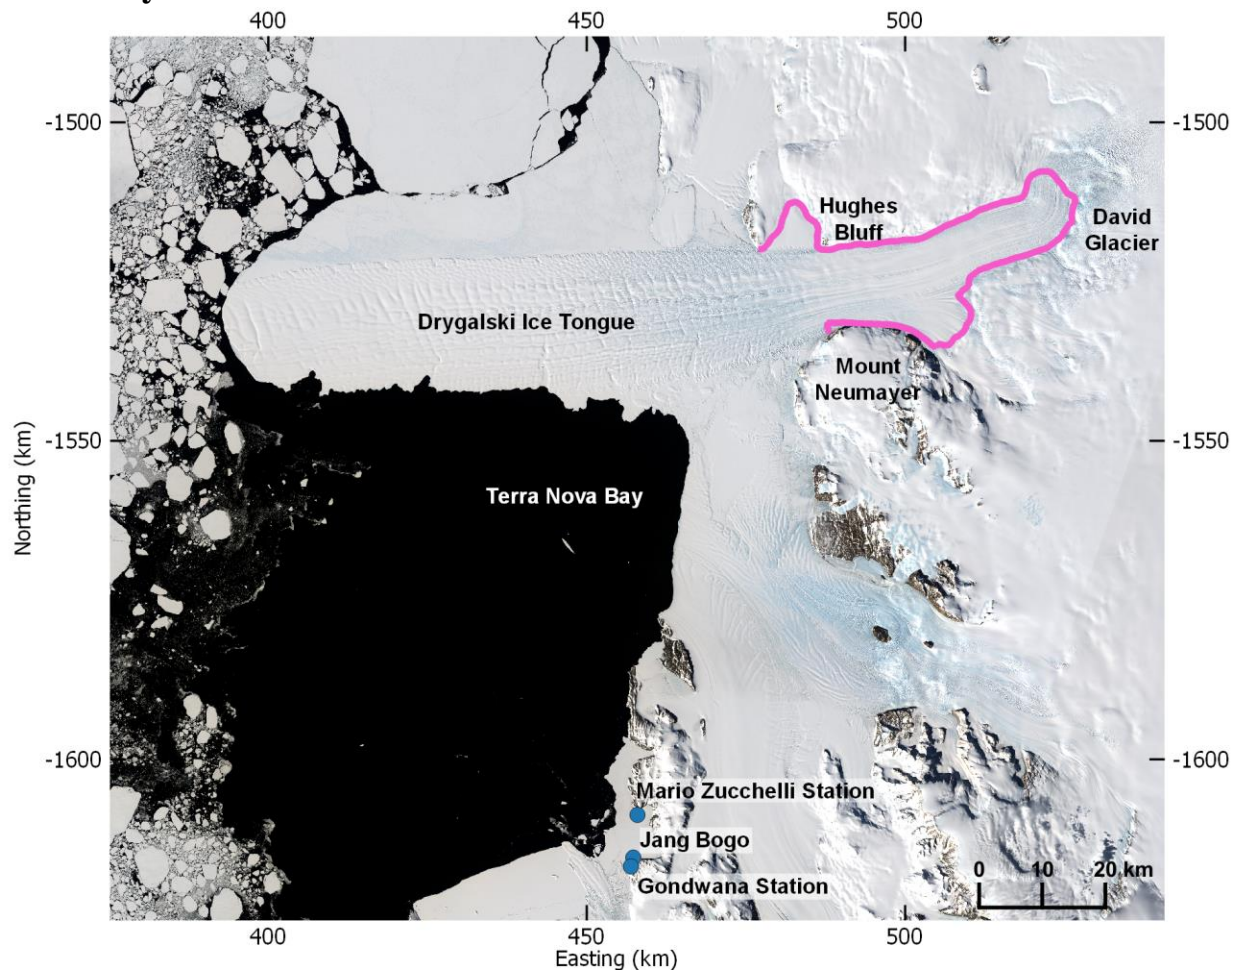 400
450
500
-1500
-1500
Hughes
Bluff
David
Glacier
Drygalski Ice Tongue
Mount
Neumayer
-1550
-1550
Terra Nova Bay
Northing (km)
-1600
-1600
Mario Zucchelli Station
Jang Bogo
Gondwana Station
0 10 20 km
400
450
500
Easting (km)